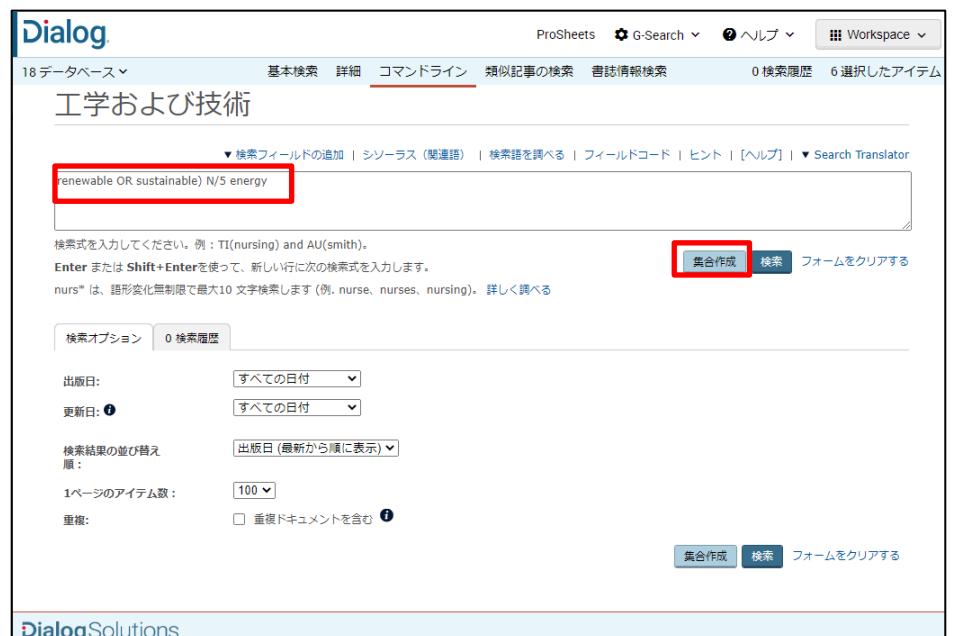 Dialog
ProSheets G-Search ヘルプ Workspace
18 データベース 基本検索 詳細 コマンドライン 類似記事の検索 書誌情報検索 0 検索履歴 6 選択したアイテム
工学および技術
▼ 検索フィールドの追加 | シソーラス（関連語） | 検索語を調べる | フィールドコード | ヒント | [ヘルプ] | ▼ Search Translator
renewable OR sustainable) N/5 energy
検索式を入力してください。例：TI(nursing) and AU(smith)。
Enter または Shift+Enterを使って、新しい行に次の検索式を入力します。
集合作成 検索 フォームをクリアする
nurs* は、語形変化無制限で最大10 文字検索します (例. nurse、nurses、nursing)。 詳しく調べる
検索オプション 0 検索履歴
出版日: すべての日付
更新日: すべての日付
検索結果の並び替え 出版日 (最新から順に表示)
順：
1ページのアイテム数： 100
重複: 重複ドキュメントを含む
集合作成 検索 フォームをクリアする
DialogSolutions